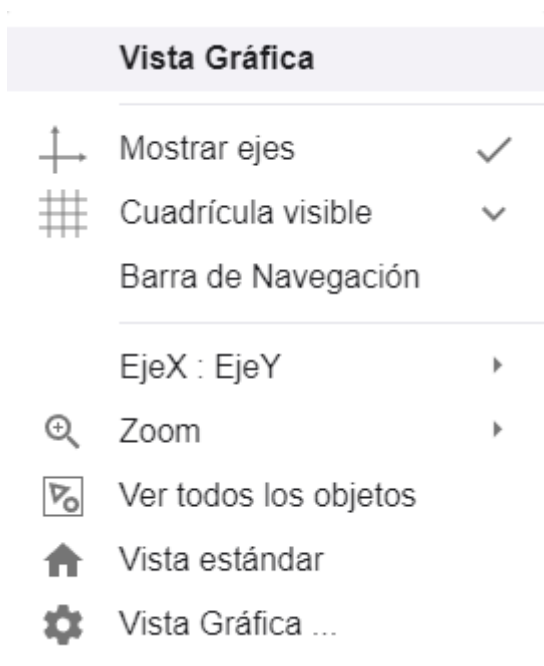 Vista Gráfica
Mostrar ejes
Cuadrícula visible
Barra de Navegación
EjeX : EjeY
Zoom
Ver todos los objetos
Vista estándar
Vista Gráfica ...